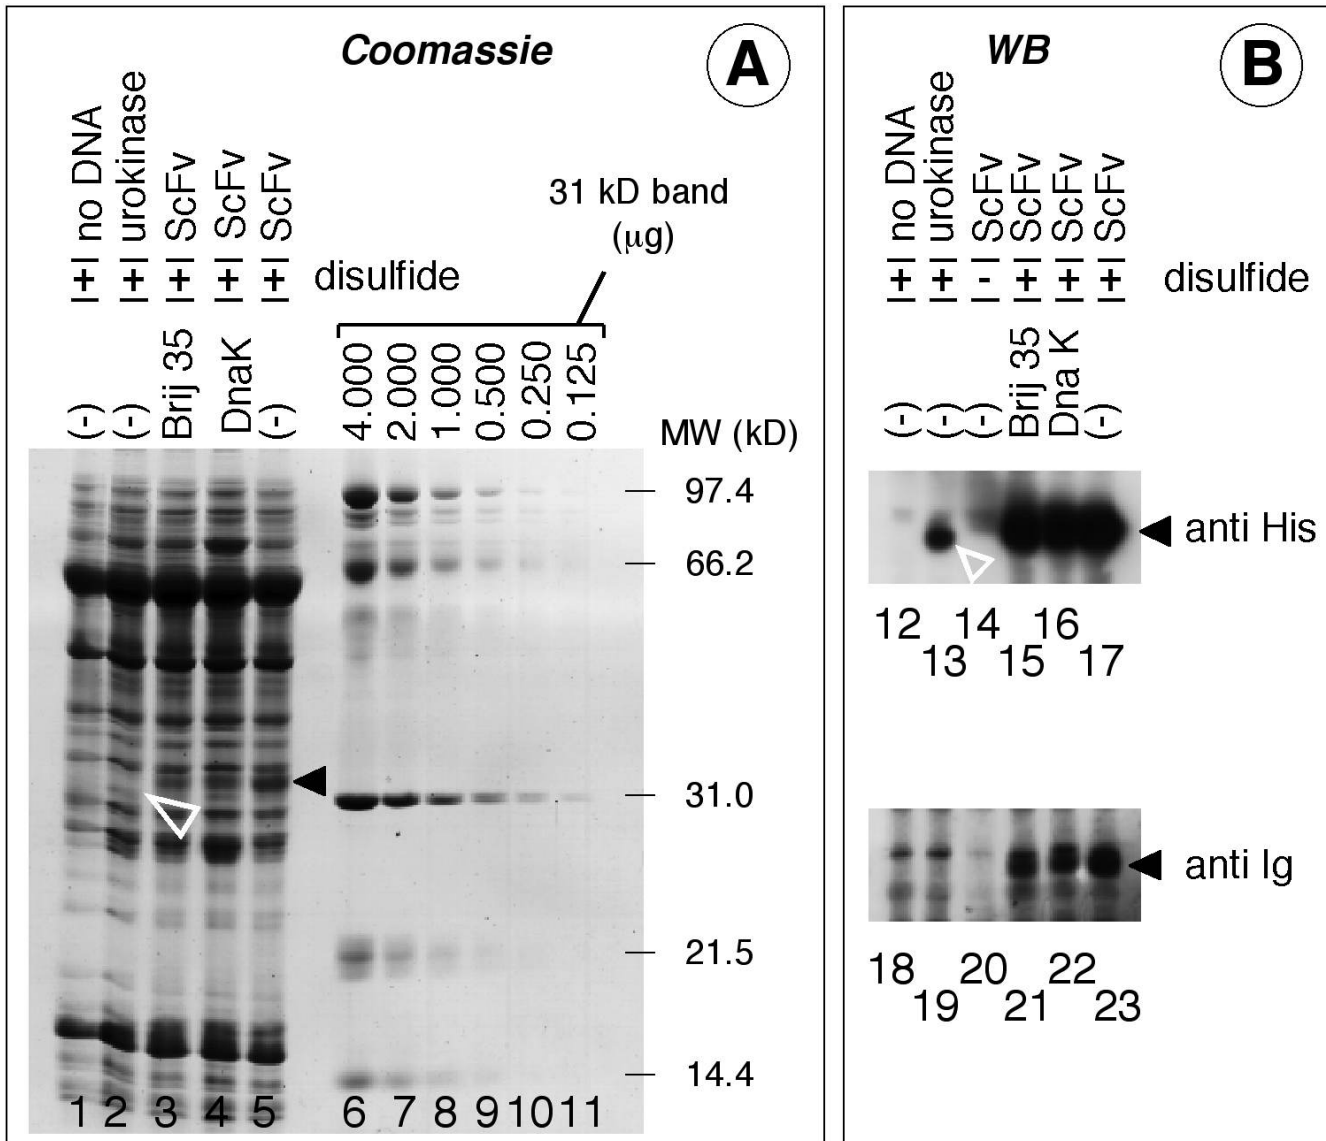 Coomassie
A
|+| no DNA
|+| urokinase
|+| ScFv
|+| ScFv
|+| ScFv
disulfide
31 kD band
(μg)
(-)
(-)
Brij 35
DnaK
(-)
4.000
2.000
1.000
0.500
0.250
0.125
MW (kD)
97.4
66.2
31.0
21.5
14.4
1 2 3 4 5 6 7 8 9 10 11
WB
B
|+| no DNA
|+| urokinase
|-| ScFv
|+| ScFv
|+| ScFv
|+| ScFv
disulfide
(-)
(-)
(-)
Brij 35
Dna K
(-)
anti His
12 14 16
13 15 17
anti Ig
18 20 22
19 21 23